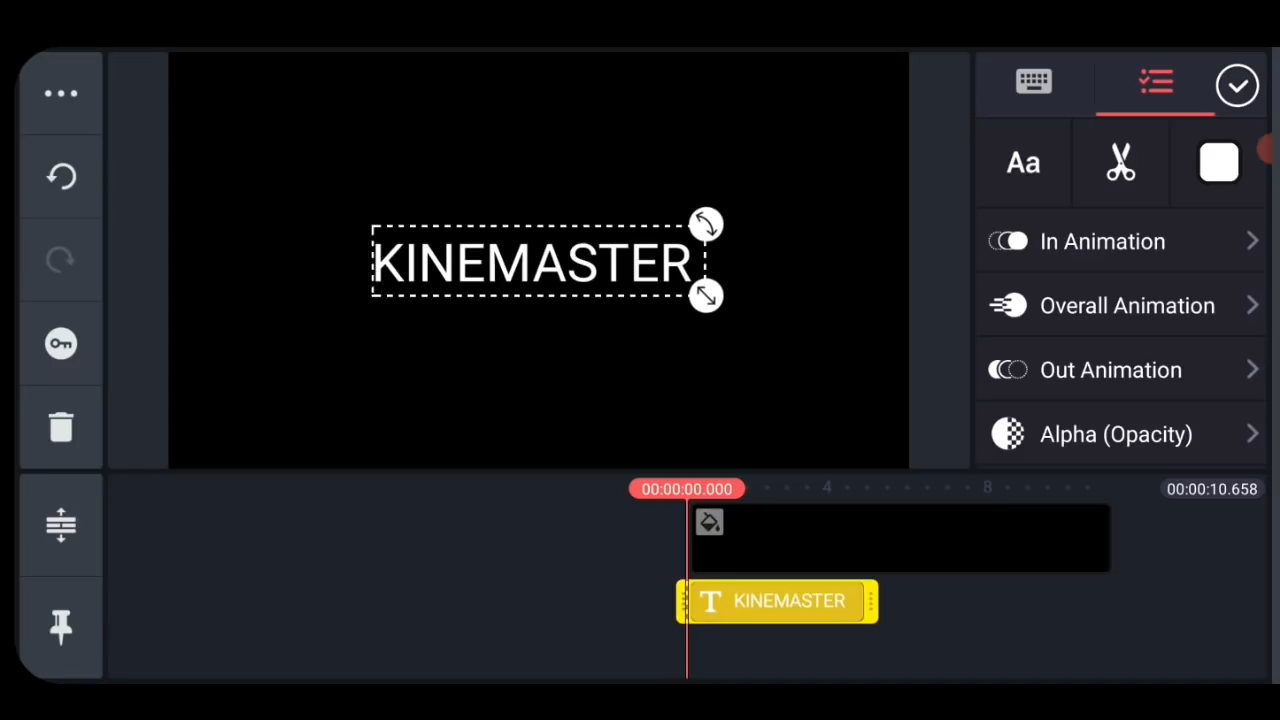 KINEMASTER
Aa
In Animation
Overall Animation
Out Animation
Alpha (Opacity)
00:00:00.000
4
8
00:00:10.658
T KINEMASTER